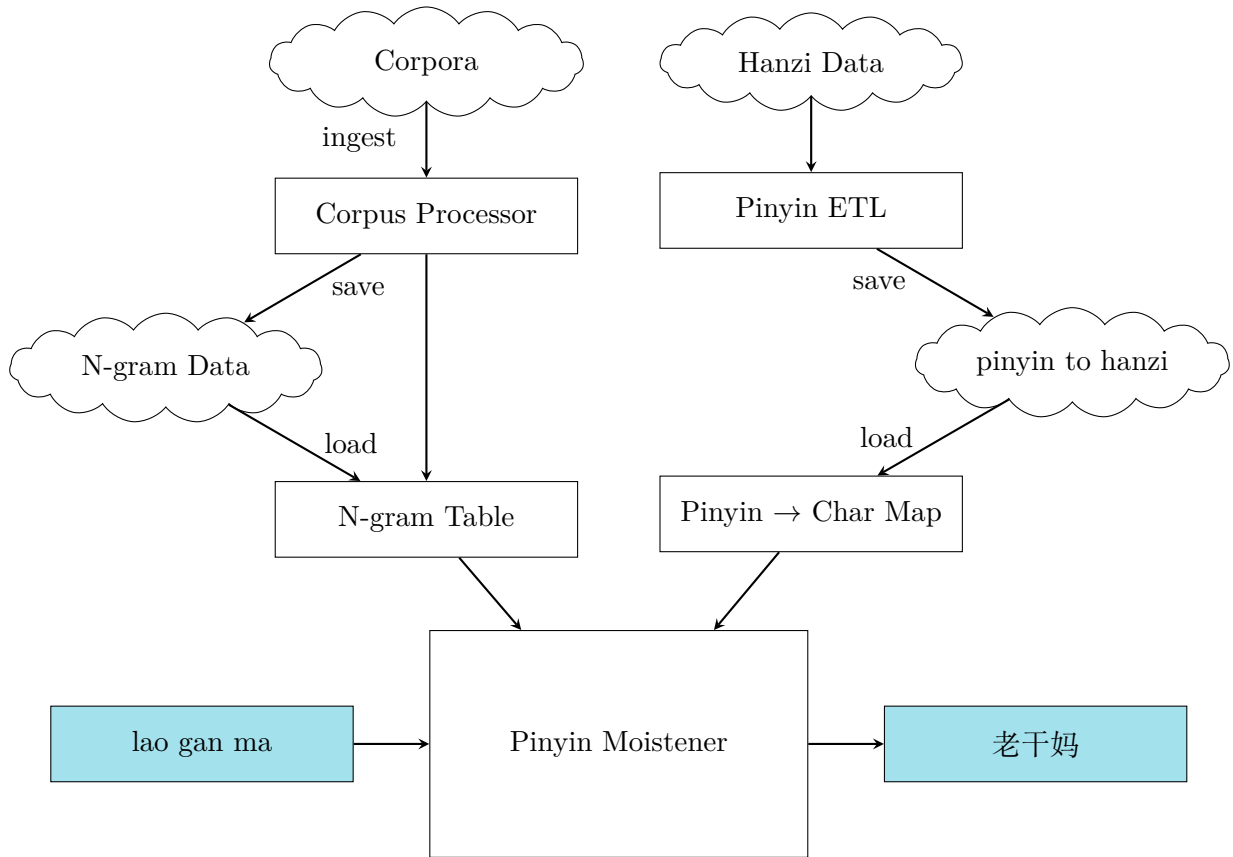 Corpora
Hanzi Data
ingest
Corpus Processor
Pinyin ETL
save
save
N-gram Data
pinyin to hanzi
load
load
N-gram Table
Pinyin → Char Map
lao gan ma
Pinyin Moistener
老干妈